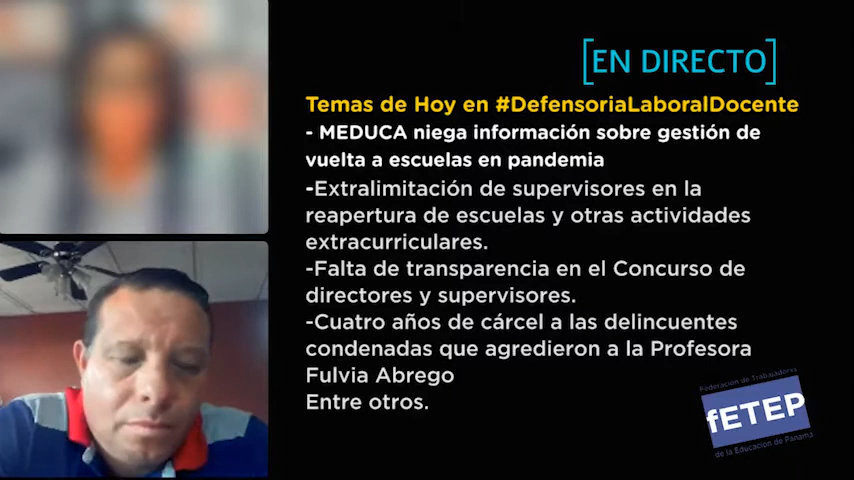 [EN DIRECTO]
Temas de Hoy en #DefensoriaLaboralDocente
- MEDUCA niega información sobre gestión de
vuelta a escuelas en pandemia
-Extralimitación de supervisores en la
reapertura de escuelas y otras actividades
extracurriculares.
-Falta de transparencia en el Concurso de
directores y supervisores.
-Cuatro años de cárcel a las delincuentes
condenadas que agredieron a la Profesora
Fulvia Abrego
Entre otros.
Federación de Trabajadores
fETEP
de la Educación de Panamá